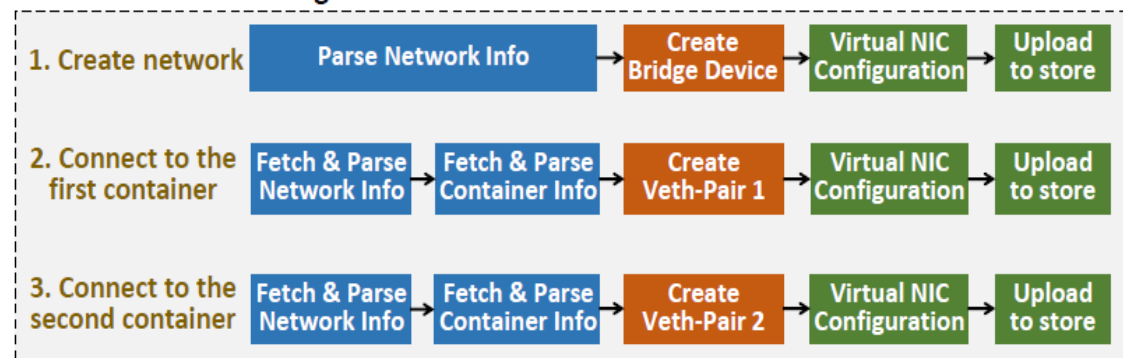 1. Create network
Parse Network Info
Create
Bridge Device
Virtual NIC
Configuration
Upload
to store
2. Connect to the
first container
Fetch & Parse
Network Info
Fetch & Parse
Container Info
Create
Veth-Pair 1
Virtual NIC
Configuration
Upload
to store
3. Connect to the
second container
Fetch & Parse
Network Info
Fetch & Parse
Container Info
Create
Veth-Pair 2
Virtual NIC
Configuration
Upload
to store